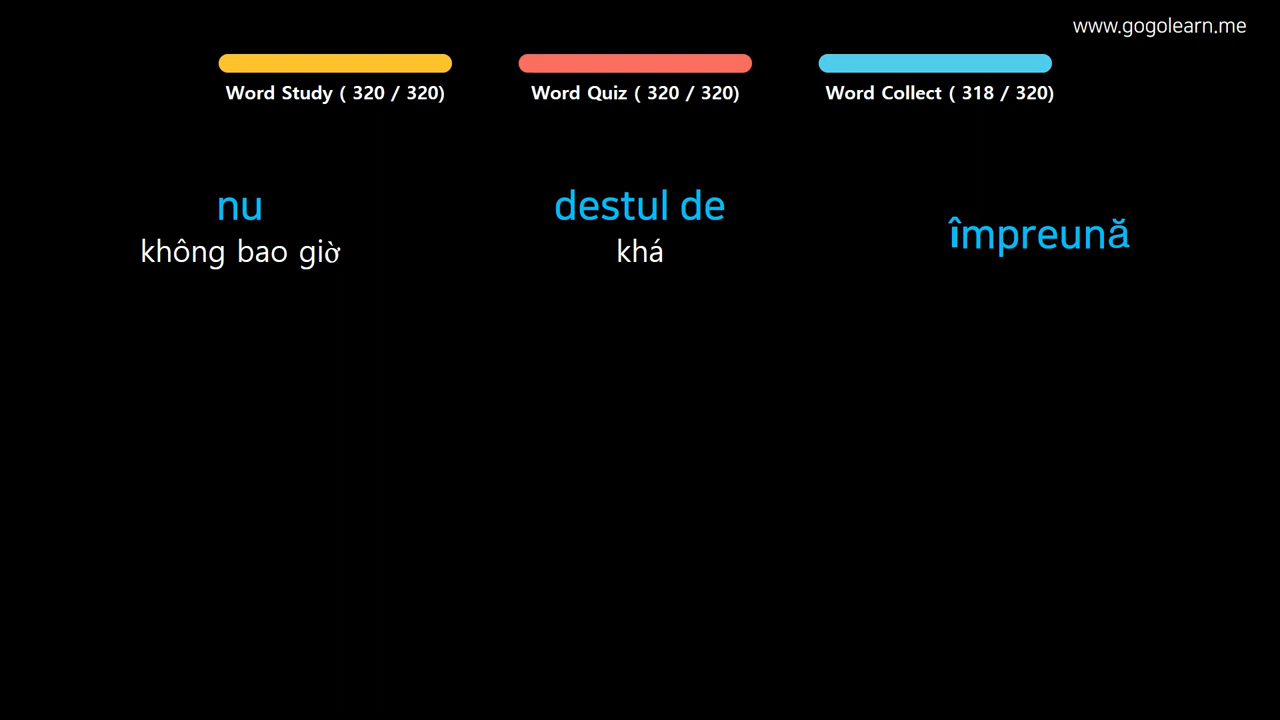 www.gogolearn.me
Word Study ( 320 / 320)
Word Quiz ( 320 / 320)
Word Collect ( 318 / 320)
nu
không bao giờ
destul de
khá
împreună